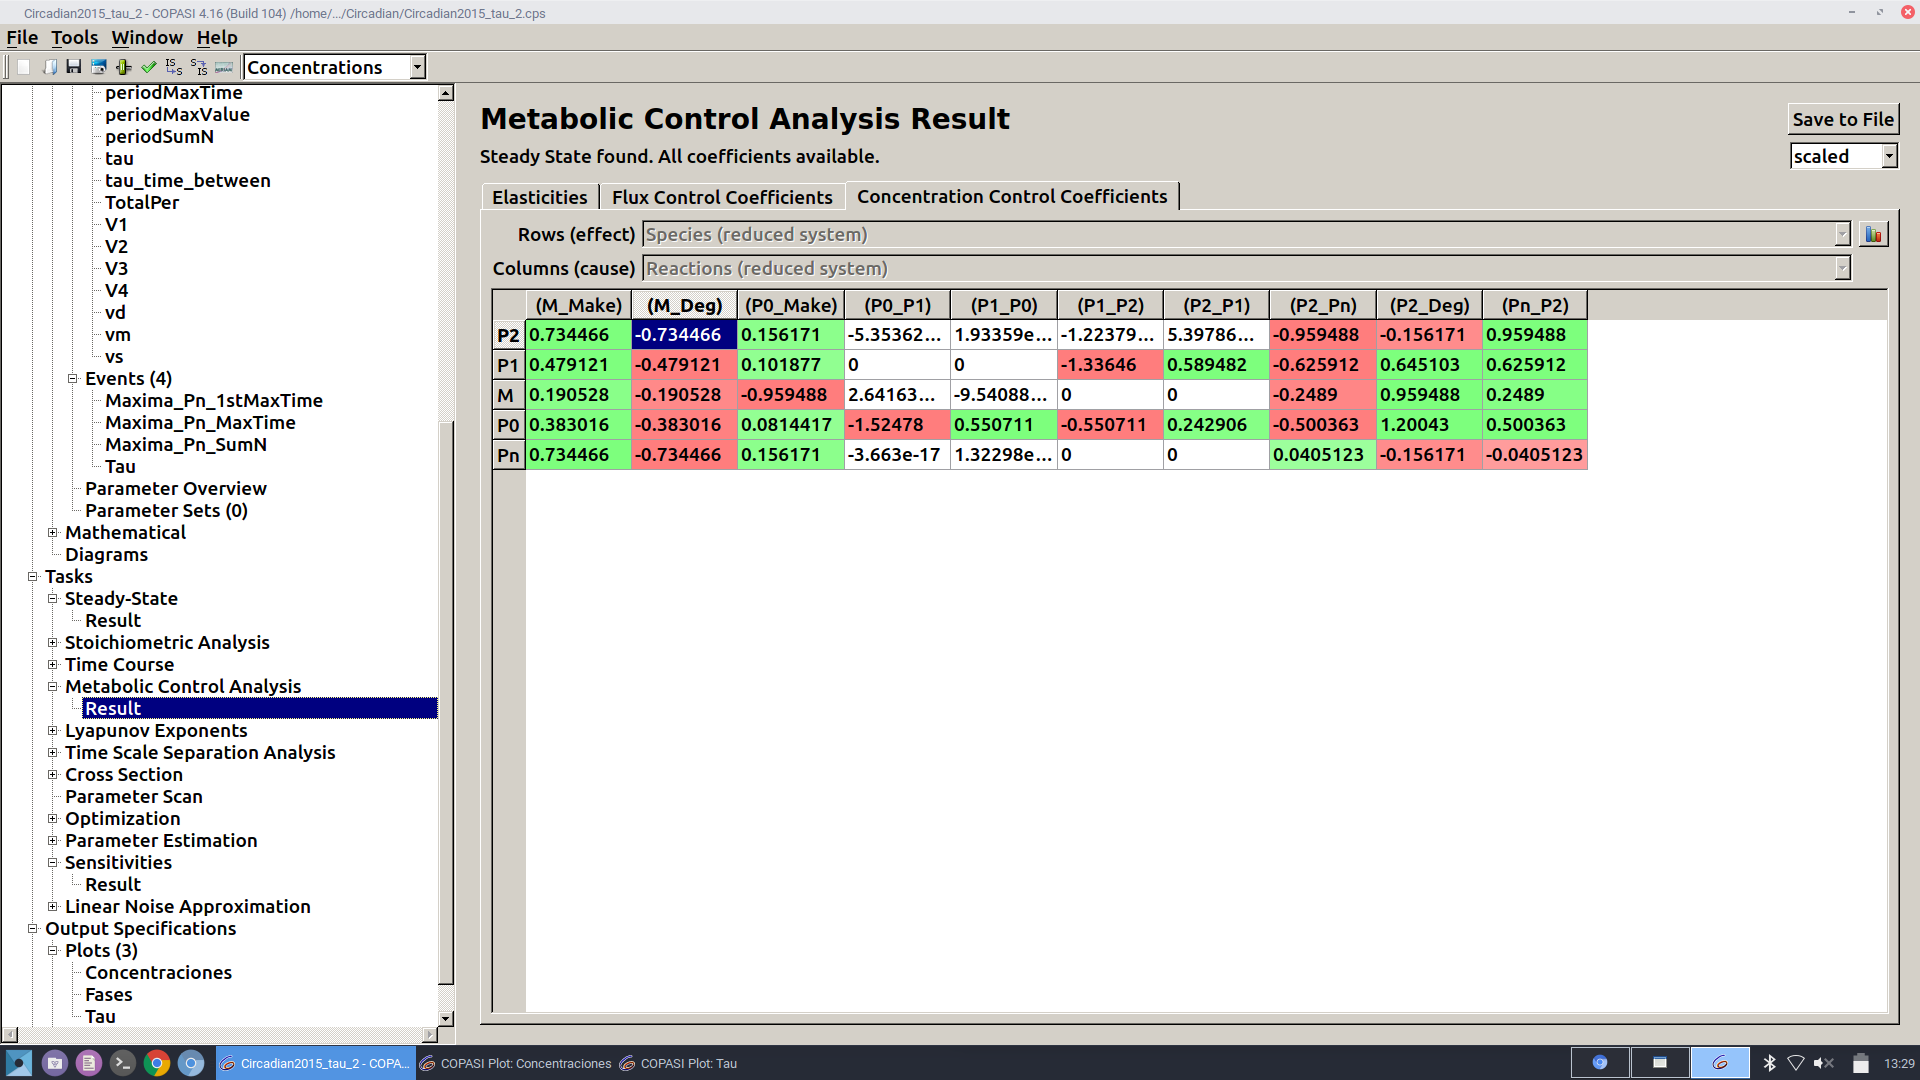 Circadian2015_tau_2 - COPASI 4.16 (Build 104) /home/.../Circadian/Circadian2015_tau_2.cps
File Tools Window Help
Concentrations
periodMaxTime
periodMaxValue
periodSumN
tau
tau_time_between
TotalPer
V1
V2
V3
V4
vd
vm
vs
Events (4)
Maxima_Pn_1stMaxTime
Maxima_Pn_MaxTime
Maxima_Pn_SumN
Tau
Parameter Overview
Parameter Sets (0)
Mathematical
Diagrams
Tasks
Steady-State
Result
Stoichiometric Analysis
Time Course
Metabolic Control Analysis
Result
Lyapunov Exponents
Time Scale Separation Analysis
Cross Section
Parameter Scan
Optimization
Parameter Estimation
Sensitivities
Result
Linear Noise Approximation
Output Specifications
Plots (3)
Concentraciones
Fases
Tau
Metabolic Control Analysis Result
Save to File
Steady State found. All coefficients available.
scaled
Elasticities Flux Control Coefficients Concentration Control Coefficients
Rows (effect) Species (reduced system)
Columns (cause) Reactions (reduced system)
(M_Make) (M_Deg) (P0_Make) (P0_P1) (P1_P0) (P1_P2) (P2_P1) (P2_Pn) (P2_Deg) (Pn_P2)
P2 0.734466 -0.734466 0.156171 -5.35362... 1.93359e... -1.22379... 5.39786... -0.959488 -0.156171 0.959488
P1 0.479121 -0.479121 0.101877 0 0 -1.33646 0.589482 -0.625912 0.645103 0.625912
M 0.190528 -0.190528 -0.959488 2.64163... -9.54088... 0 0 -0.2489 0.959488 0.2489
P0 0.383016 -0.383016 0.0814417 -1.52478 0.550711 -0.550711 0.242906 -0.500363 1.20043 0.500363
Pn 0.734466 -0.734466 0.156171 -3.663e-17 1.32298e... 0 0 0.0405123 -0.156171 -0.0405123
Circadian2015_tau_2 - COPA... COPASI Plot: Concentraciones COPASI Plot: Tau 13:29